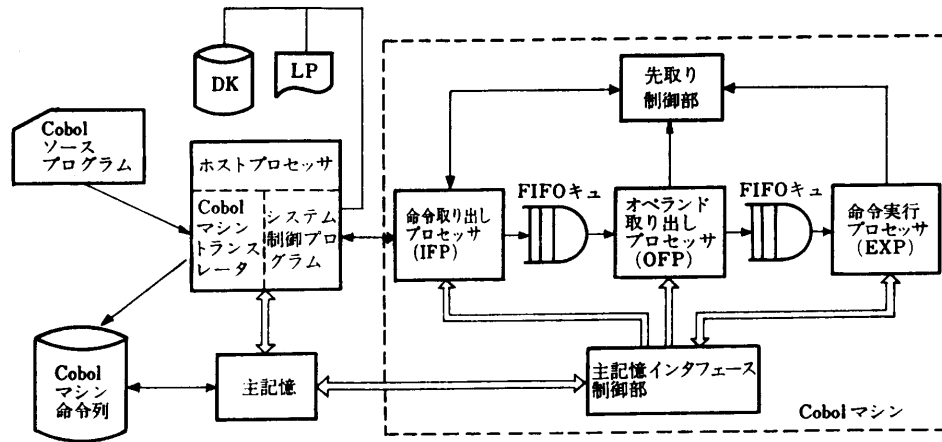 DK
LP
Cobol
ソース
プログラム
ホストプロセッサ
Cobol
マシン
トランス
レータ
システム
制御プロ
グラム
Cobol
マシン
命令列
主記憶
先取り
制御部
命令取り出し
プロセッサ
(IFP)
FIFOキュ
オペランド
取り出し
プロセッサ
(OFP)
FIFOキュ
命令実行
プロセッサ
(EXP)
主記憶インタフェース
制御部
Cobolマシン